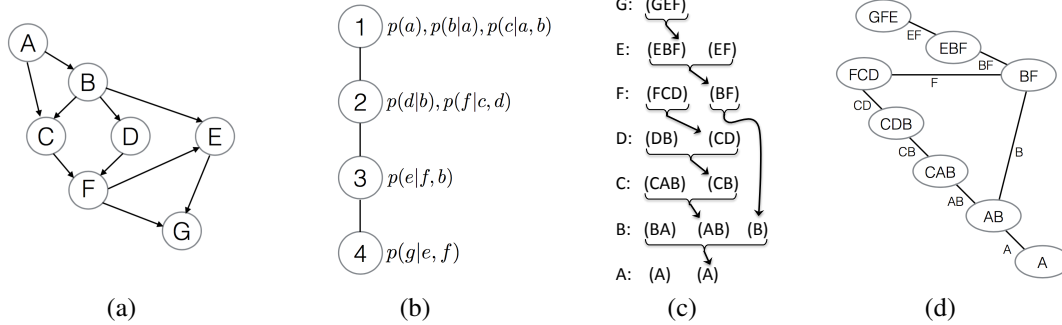 A
B
C
D
E
F
G
(a)
1 p(a), p(b|a), p(c|a, b)
2 p(d|b), p(f|c, d)
3 p(e|f, b)
4 p(g|e, f)
(b)
G: (GEF)
E: (EBF) (EF)
F: (FCD) (BF)
D: (DB) (CD)
C: (CAB) (CB)
B: (BA) (AB) (B)
A: (A) (A)
(c)
GFE
EF
EBF
BF
BF
FCD
F
CD
CDB
CB
B
CAB
AB
AB
A
A
(d)